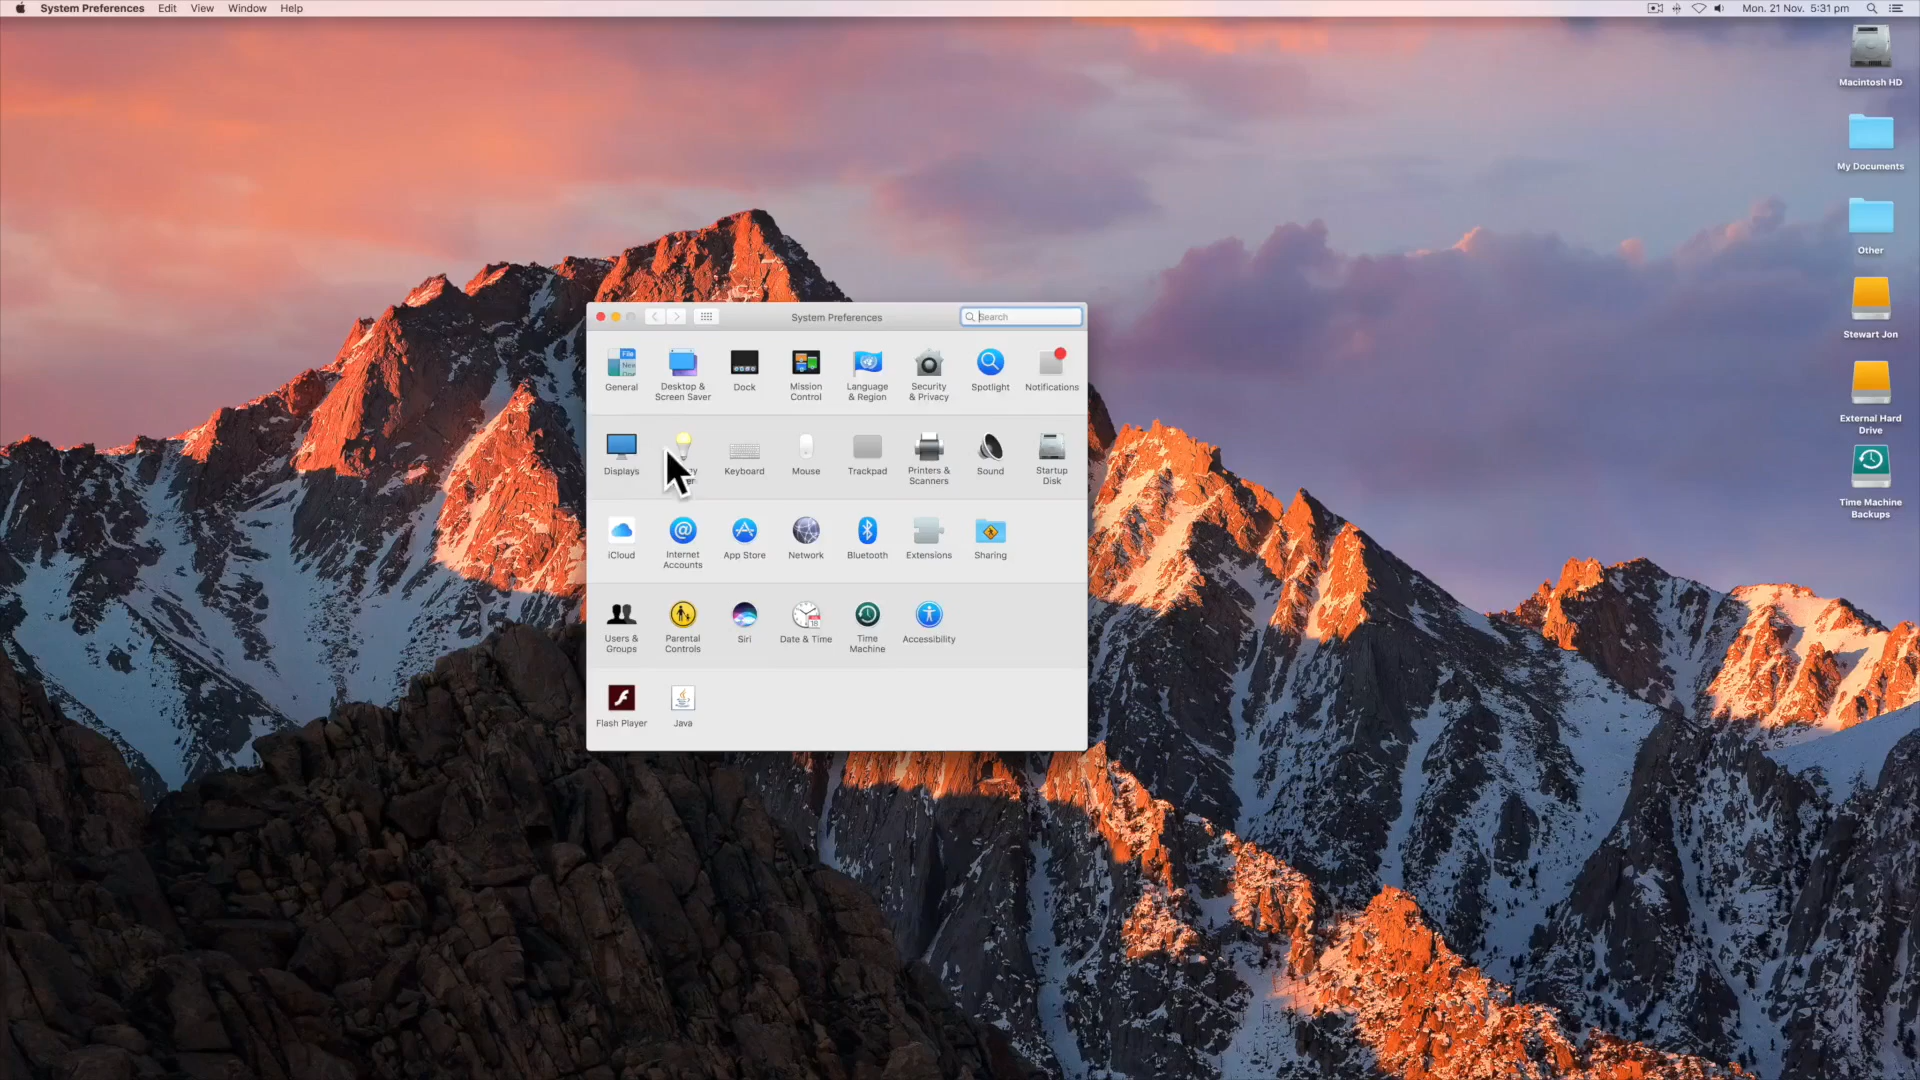 System Preferences Edit View Window Help
Mon. 21 Nov. 5:31 pm
Macintosh HD
My Documents
Other
Stewart Jon
External Hard
Drive
Time Machine
Backups
System Preferences
Search
File
New
General
Desktop &
Screen Saver
Dock
Mission
Control
Language
& Region
Security
& Privacy
Spotlight
Notifications
Displays
Keyboard
Mouse
Trackpad
Printers &
Scanners
Sound
Startup
Disk
iCloud
Internet
Accounts
App Store
Network
Bluetooth
Extensions
Sharing
Users &
Groups
Parental
Controls
Siri
18
Date & Time
Time
Machine
Accessibility
Flash Player
Java